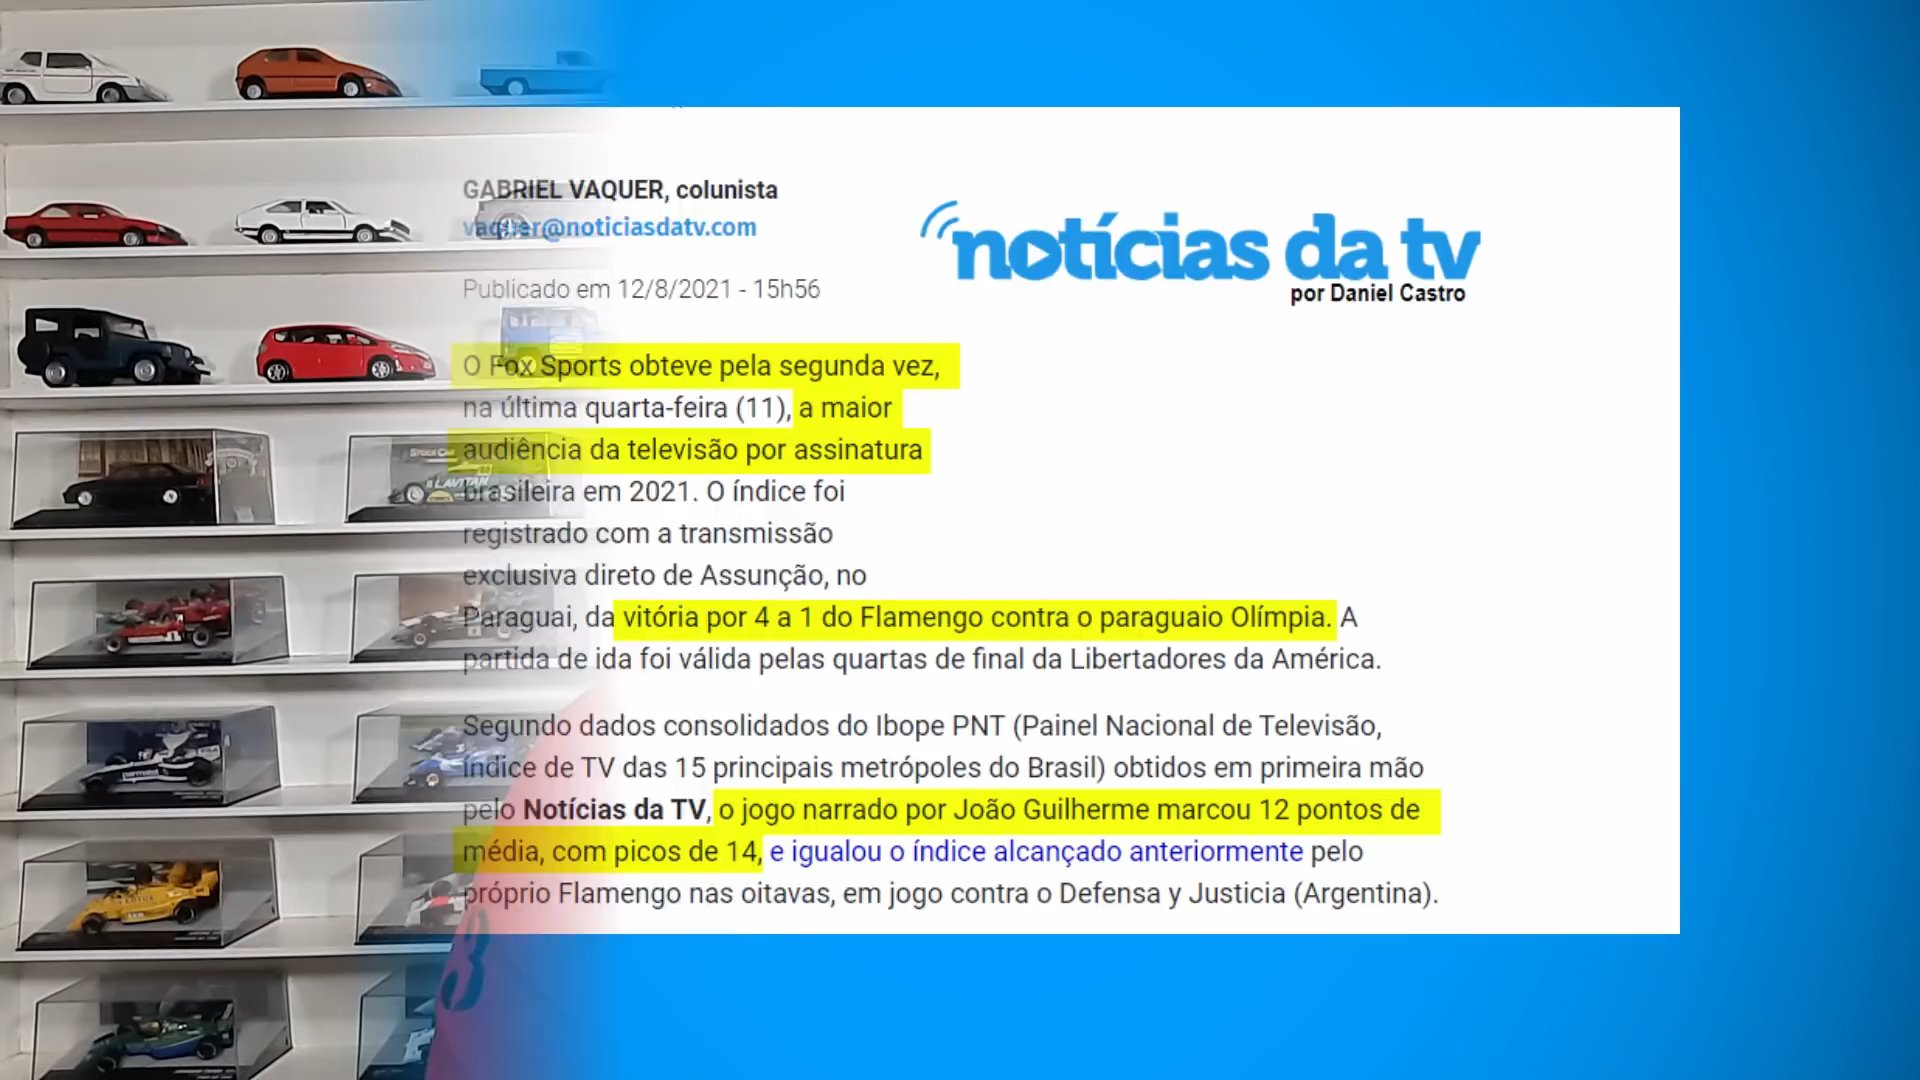 GABRIEL VAQUER, colunista
vaquer@noticiasdatv.com
notícias da tv
por Daniel Castro
Publicado em 12/8/2021 - 15h56
O Fox Sports obteve pela segunda vez,
na última quarta-feira (11), a maior
audiência da televisão por assinatura
brasileira em 2021. O índice foi
registrado com a transmissão
exclusiva direto de Assunção, no
Paraguai, da vitória por 4 a 1 do Flamengo contra o paraguaio Olímpia. A
partida de ida foi válida pelas quartas de final da Libertadores da América.
Segundo dados consolidados do Ibope PNT (Painel Nacional de Televisão,
índice de TV das 15 principais metrópoles do Brasil) obtidos em primeira mão
pelo Notícias da TV, o jogo narrado por João Guilherme marcou 12 pontos de
média, com picos de 14, e igualou o índice alcançado anteriormente pelo
próprio Flamengo nas oitavas, em jogo contra o Defensa y Justicia (Argentina).
3